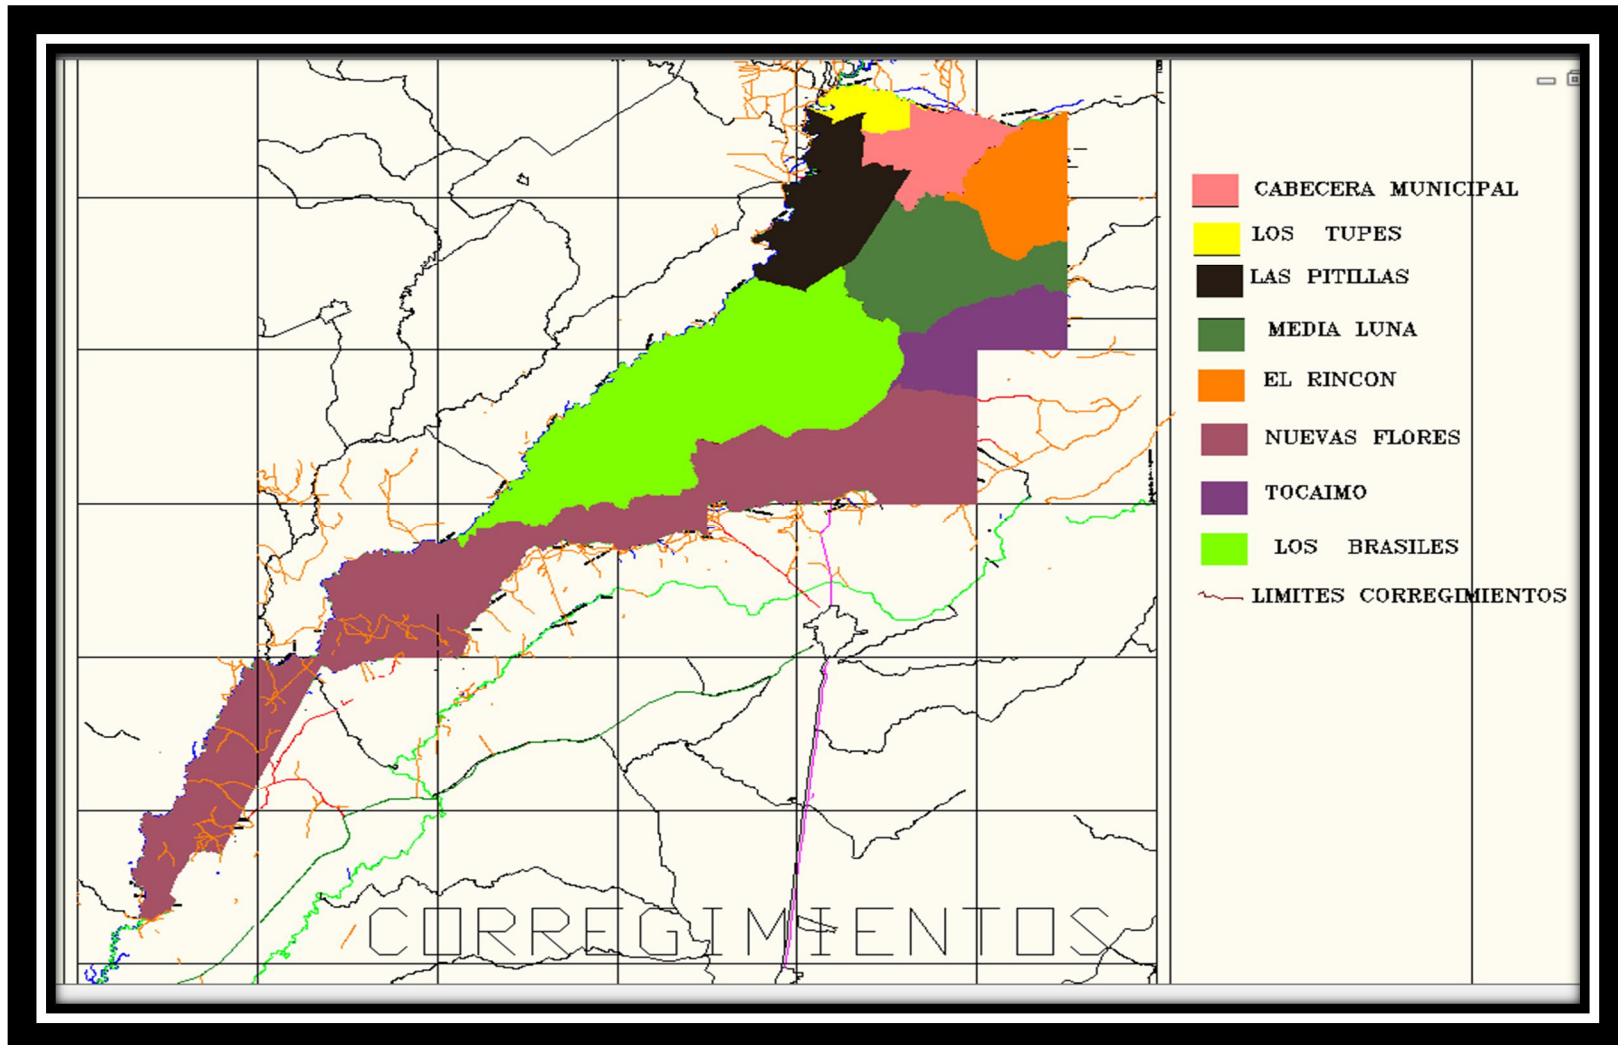 CABECERA MUNICIPAL
LOS TUPES
LAS PITILLAS
MEDIA LUNA
EL RINCON
NUEVAS FLORES
TOCAIMO
LOS BRASILES
LIMITES CORREGIMIENTOS
CORREGIMIENTOS